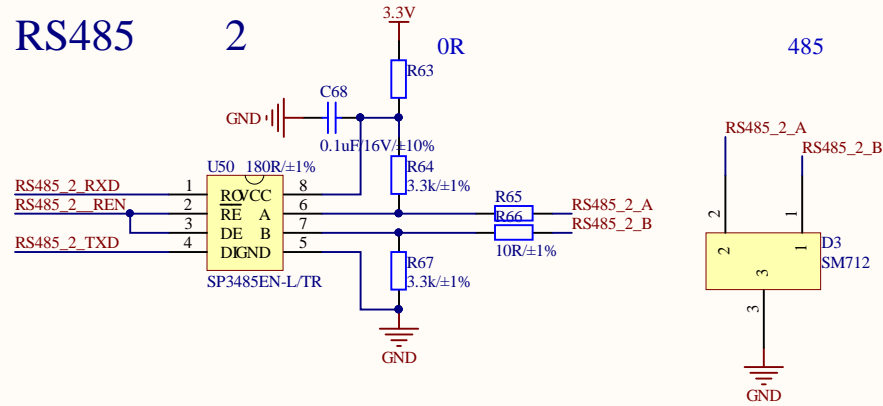 RS485 2
3.3V
0R
485
R63
C68
GND
0.1uF/16V/±10%
RS485_2_A
RS485_2_B
U50 180R/±1%
R64
3.3k/±1%
RS485_2_RXD
1
RO
VCC
8
R65
RS485_2__REN
2
RE
A
6
R66
RS485_2_A
3
DE
B
7
RS485_2_B
RS485_2_TXD
4
DI
GND
5
10R/±1%
SP3485EN-L/TR
R67
3.3k/±1%
GND
2
1
2
1
3
D3
SM712
3
GND